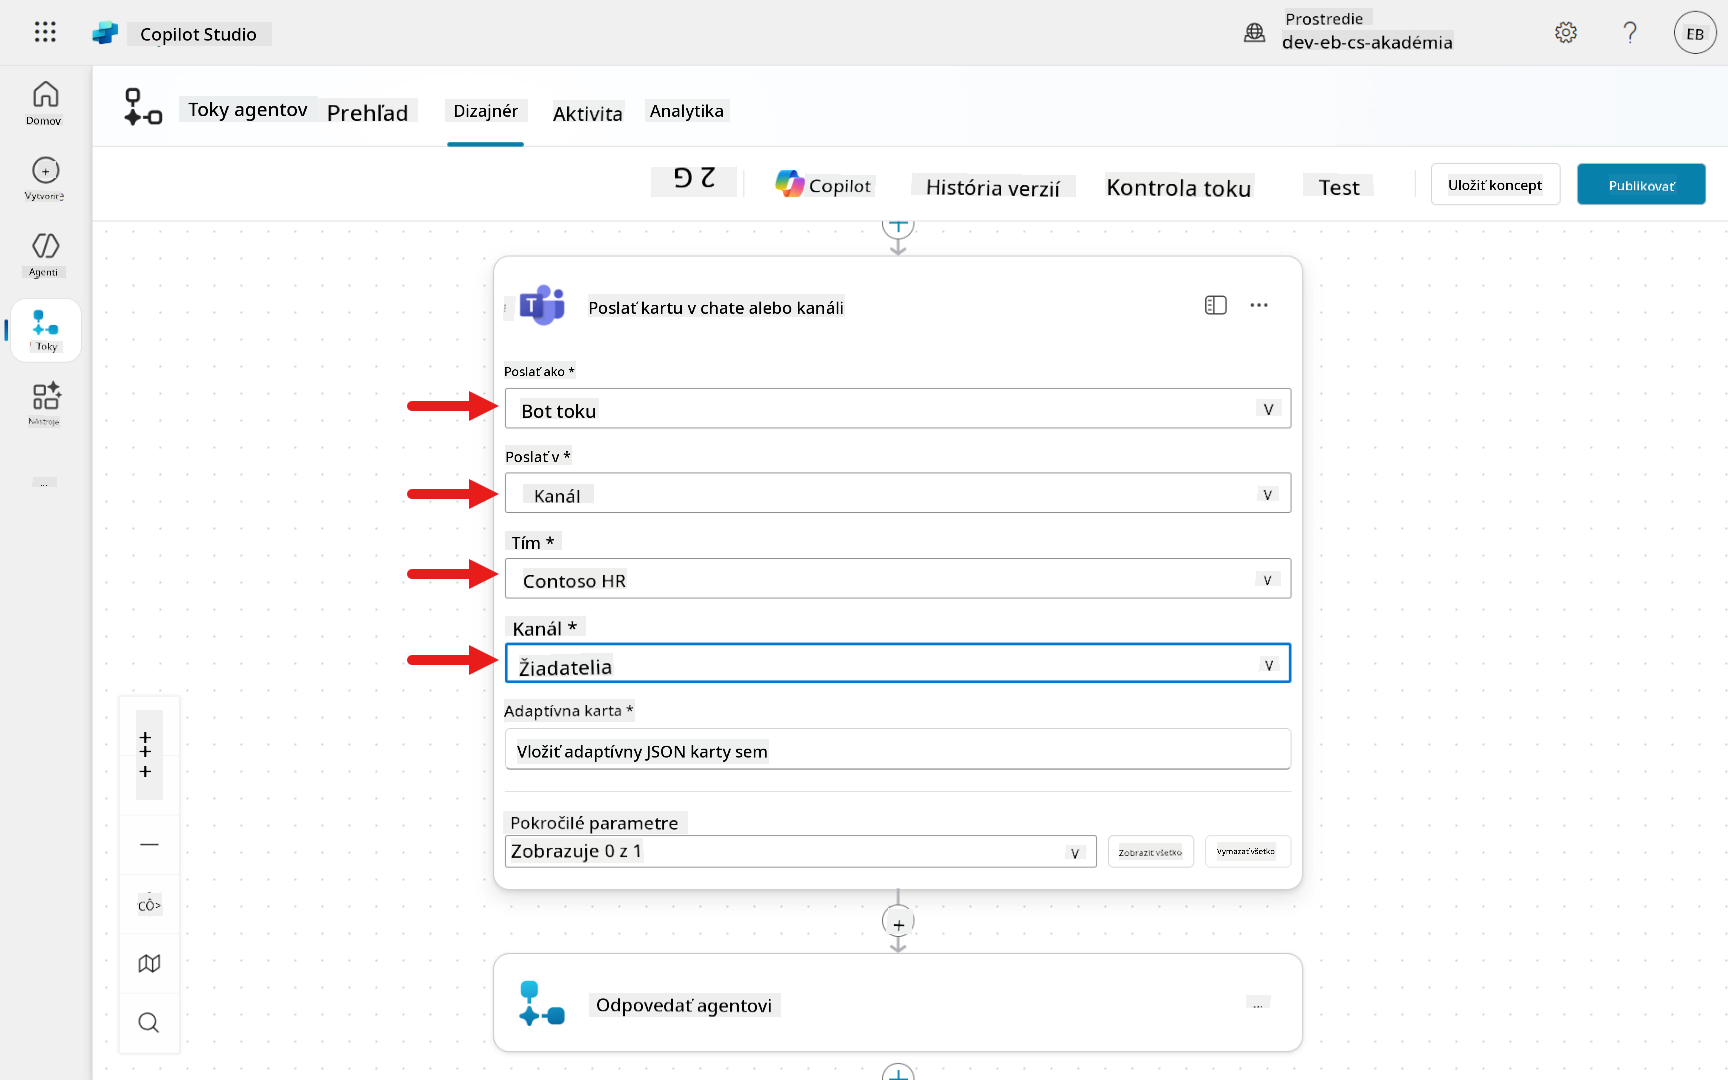 Copilot Studio
Prostredie
dev-eb-cs-akadémia
EB
Domov
Vytvorte
Agenti
Toky
Nástroje
...
Toky agentov
Prehľad
Dizajnér
Aktivita
Analytika
Copilot
História verzií
Kontrola toku
Test
Uložiť koncept
Publikovať
Poslať kartu v chate alebo kanáli
Poslať ako *
Bot toku
V
Poslať v *
Kanál
V
Tím *
Contoso HR
V
Kanál *
Žiadatelia
V
Adaptívna karta *
Vložiť adaptívny JSON karty sem
Pokročilé parametre
Zobrazuje 0 z 1
V
Zobraziť všetko
Vymazať všetko
Odpovedať agentovi
...